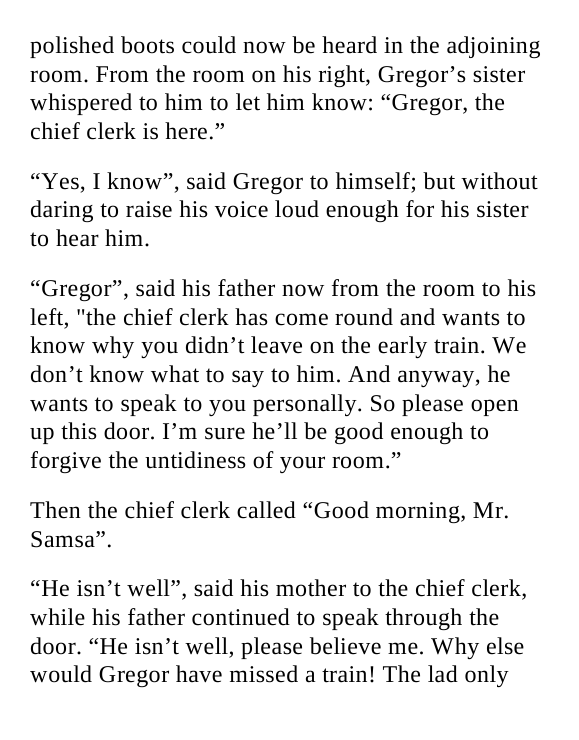 polished boots could now be heard in the adjoining
room. From the room on his right, Gregor’s sister
whispered to him to let him know: “Gregor, the
chief clerk is here.”
“Yes, I know”, said Gregor to himself; but without
daring to raise his voice loud enough for his sister
to hear him.
“Gregor”, said his father now from the room to his
left, "the chief clerk has come round and wants to
know why you didn’t leave on the early train. We
don’t know what to say to him. And anyway, he
wants to speak to you personally. So please open
up this door. I’m sure he’ll be good enough to
forgive the untidiness of your room.”
Then the chief clerk called “Good morning, Mr.
Samsa”.
“He isn’t well”, said his mother to the chief clerk,
while his father continued to speak through the
door. “He isn’t well, please believe me. Why else
would Gregor have missed a train! The lad only